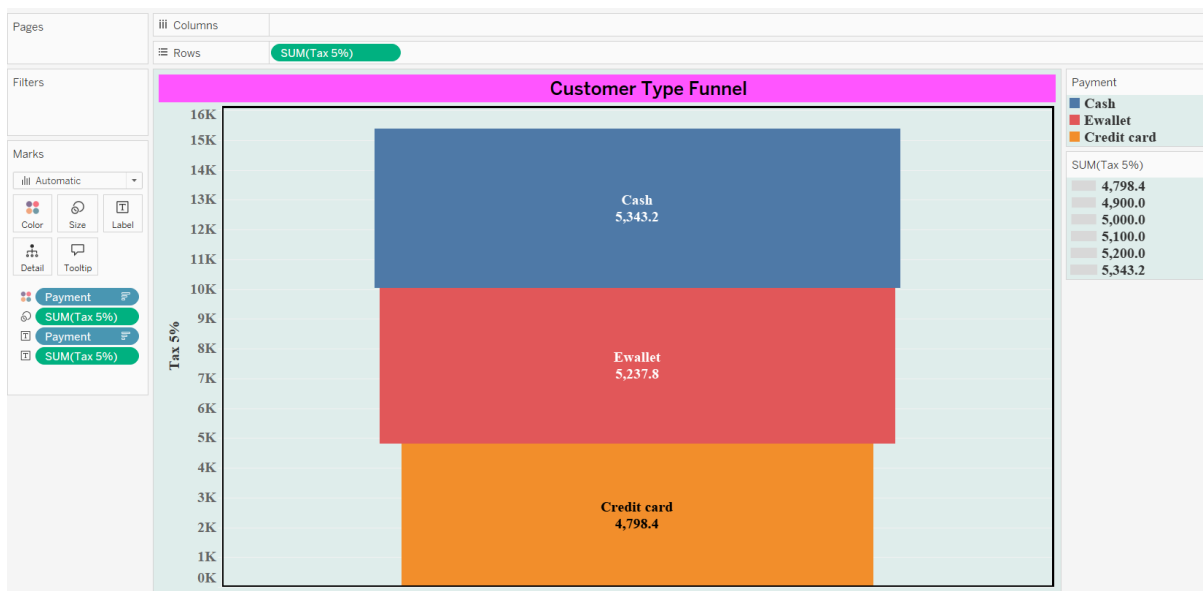 Pages
Columns
Rows
SUM(Tax 5%)
Filters
Marks
Automatic
Color
Size
Label
Detail
Tooltip
Payment
SUM(Tax 5%)
Payment
SUM(Tax 5%)
Customer Type Funnel
Tax 5%
16K
15K
14K
13K
12K
11K
10K
9K
8K
7K
6K
5K
4K
3K
2K
1K
0K
Cash
5,343.2
Ewallet
5,237.8
Credit card
4,798.4
Payment
Cash
Ewallet
Credit card
SUM(Tax 5%)
4,798.4
4,900.0
5,000.0
5,100.0
5,200.0
5,343.2